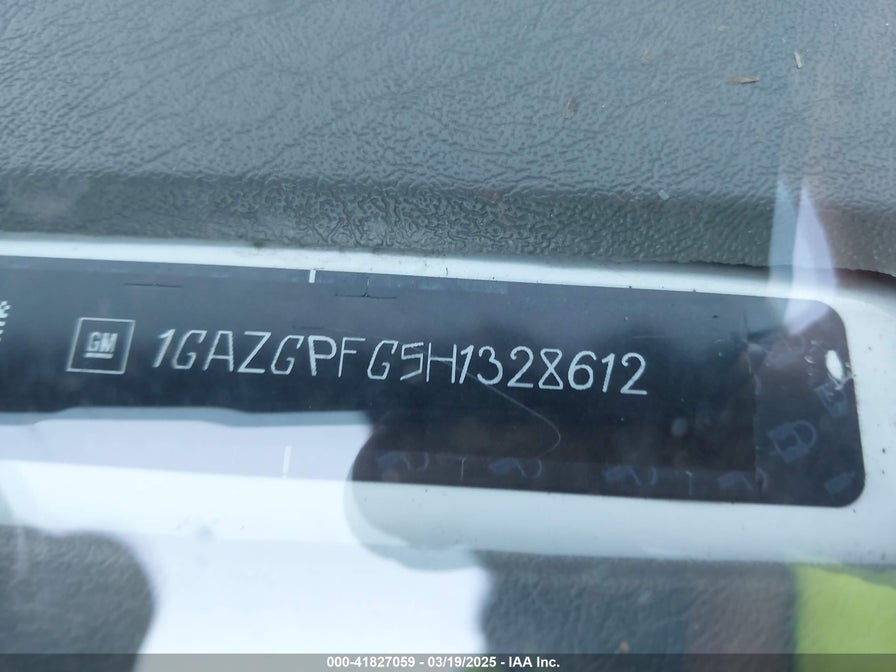 GM 1GAZGPFG5H1328612
000-41827059 - 03/19/2025 - IAA Inc.